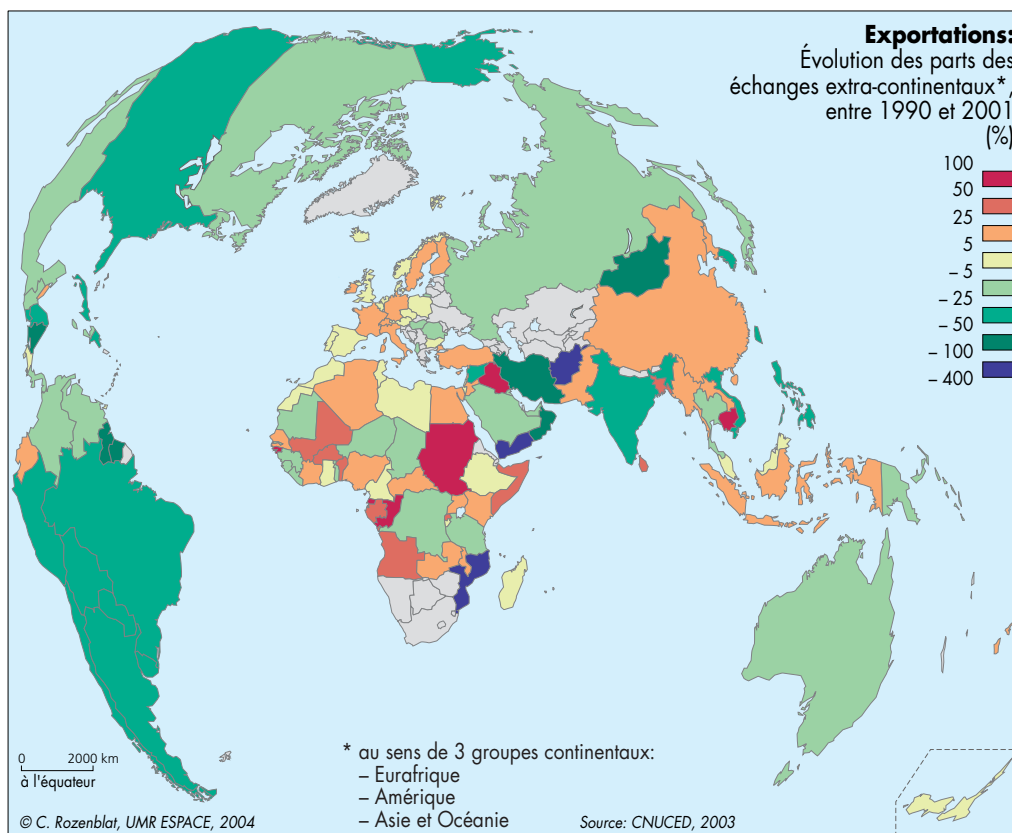 Exportations:
Évolution des parts des
échanges extra-continentaux*,
entre 1990 et 2001
(%)
100
50
25
5
– 5
– 25
– 50
– 100
– 400
0 2000 km
à l'équateur
* au sens de 3 groupes continentaux:
– Eurafrique
– Amérique
– Asie et Océanie
© C. Rozenblat, UMR ESPACE, 2004
Source: CNUCED, 2003